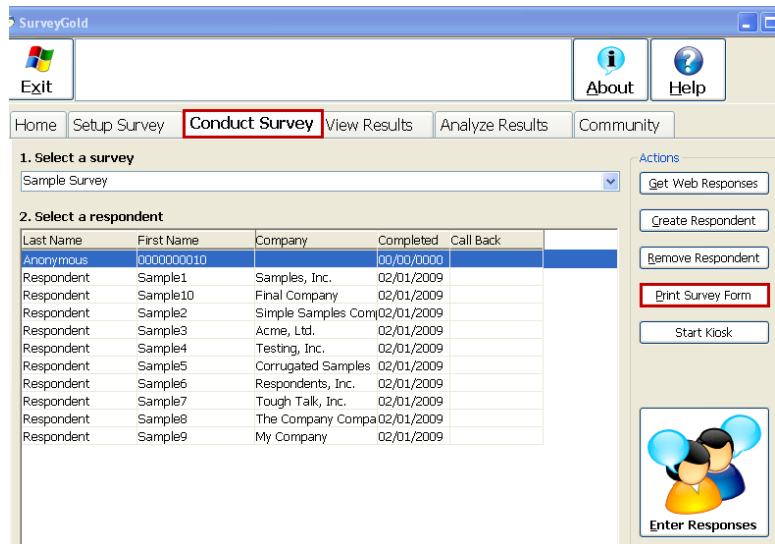 SurveyGold
Exit
About
Help
Home Setup Survey Conduct Survey View Results Analyze Results Community
1. Select a survey
Sample Survey
2. Select a respondent
Last Name First Name Company Completed Call Back
Anonymous 0000000010 00/00/0000
Respondent Sample1 Samples, Inc. 02/01/2009
Respondent Sample10 Final Company 02/01/2009
Respondent Sample2 Simple Samples Com 02/01/2009
Respondent Sample3 Acme, Ltd. 02/01/2009
Respondent Sample4 Testing, Inc. 02/01/2009
Respondent Sample5 Corrugated Samples 02/01/2009
Respondent Sample6 Respondents, Inc. 02/01/2009
Respondent Sample7 Tough Talk, Inc. 02/01/2009
Respondent Sample8 The Company Compa 02/01/2009
Respondent Sample9 My Company 02/01/2009
Actions
Get Web Responses
Create Respondent
Remove Respondent
Print Survey Form
Start Kiosk
Enter Responses